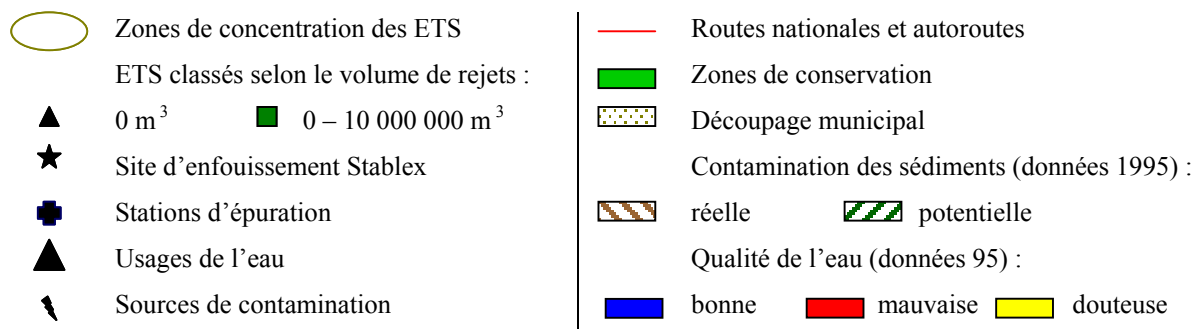 Zones de concentration des ETS
ETS classés selon le volume de rejets :
0 m³ 0 – 10 000 000 m³
Site d'enfouissement Stablex
Stations d'épuration
Usages de l'eau
Sources de contamination
Routes nationales et autoroutes
Zones de conservation
Découpage municipal
Contamination des sédiments (données 1995) :
réelle potentielle
Qualité de l'eau (données 95) :
bonne mauvaise douteuse